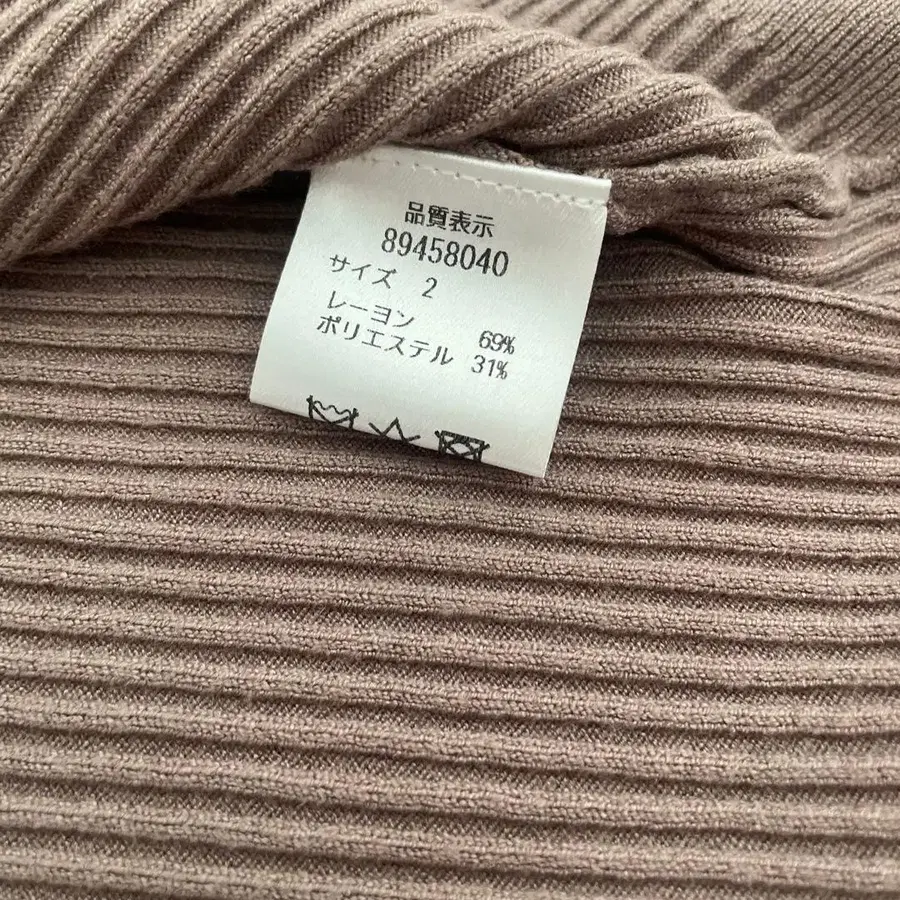 品質表示
89458040
サイズ 2
レーヨン 69%
ポリエステル 31%